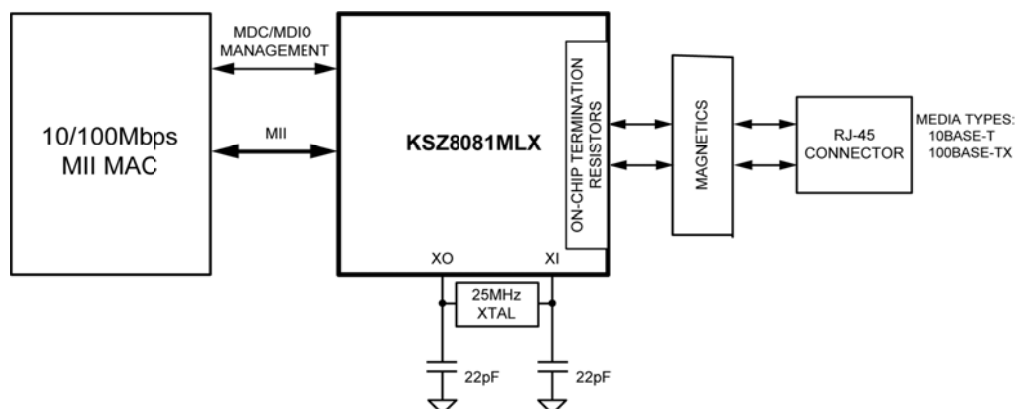 MDC/MDI0
MANAGEMENT
10/100Mbps
MII MAC
MII
KSZ8081MLX
ON-CHIP TERMINATION
RESISTORS
MAGNETICS
RJ-45
CONNECTOR
MEDIA TYPES:
10BASE-T
100BASE-TX
XO
XI
25MHz
XTAL
22pF
22pF